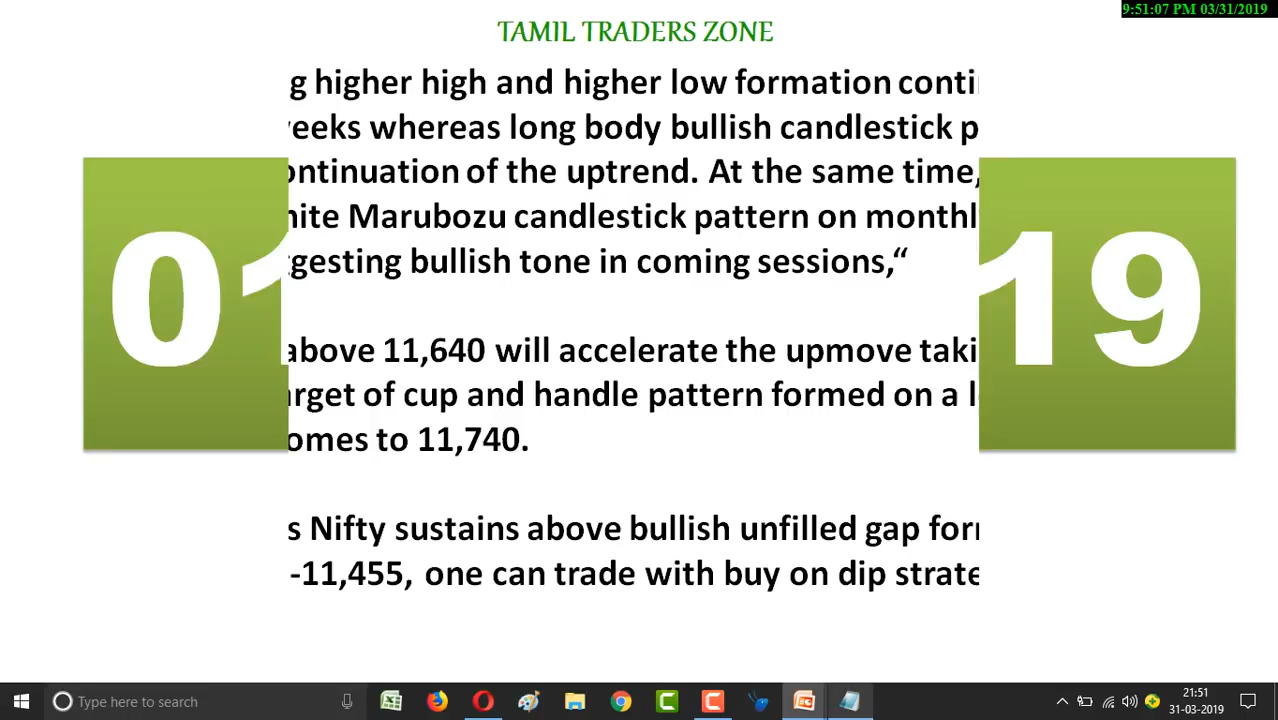 9:51:07 PM 03/31/2019
TAMIL TRADERS ZONE
g higher high and higher low formation conti
eeks whereas long body bullish candlestick p
ontinuation of the uptrend. At the same time,
hite Marubozu candlestick pattern on monthl
ggesting bullish tone in coming sessions,“
01
19
above 11,640 will accelerate the upmove taki
arget of cup and handle pattern formed on a l
omes to 11,740.
s Nifty sustains above bullish unfilled gap for
-11,455, one can trade with buy on dip strate
Type here to search
21:51
31-03-2019